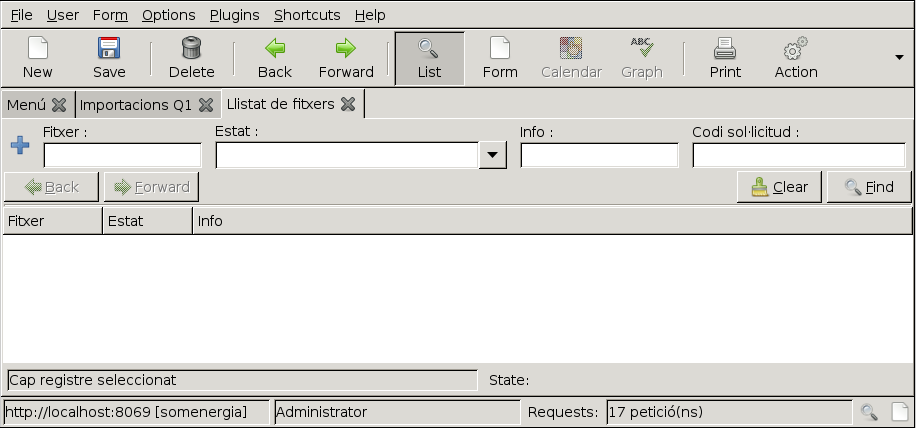 File User Form Options Plugins Shortcuts Help
New Save Delete Back Forward List Form Calendar ABC Graph Print Action
Menú Importacions Q1 Llistat de fitxers
Fitxer : Estat : Info : Codi sol·licitud :
Back Forward Clear Find
Fitxer Estat Info
Cap registre seleccionat State:
http://localhost:8069 [somenergia] Administrator Requests: 17 petició(ns)